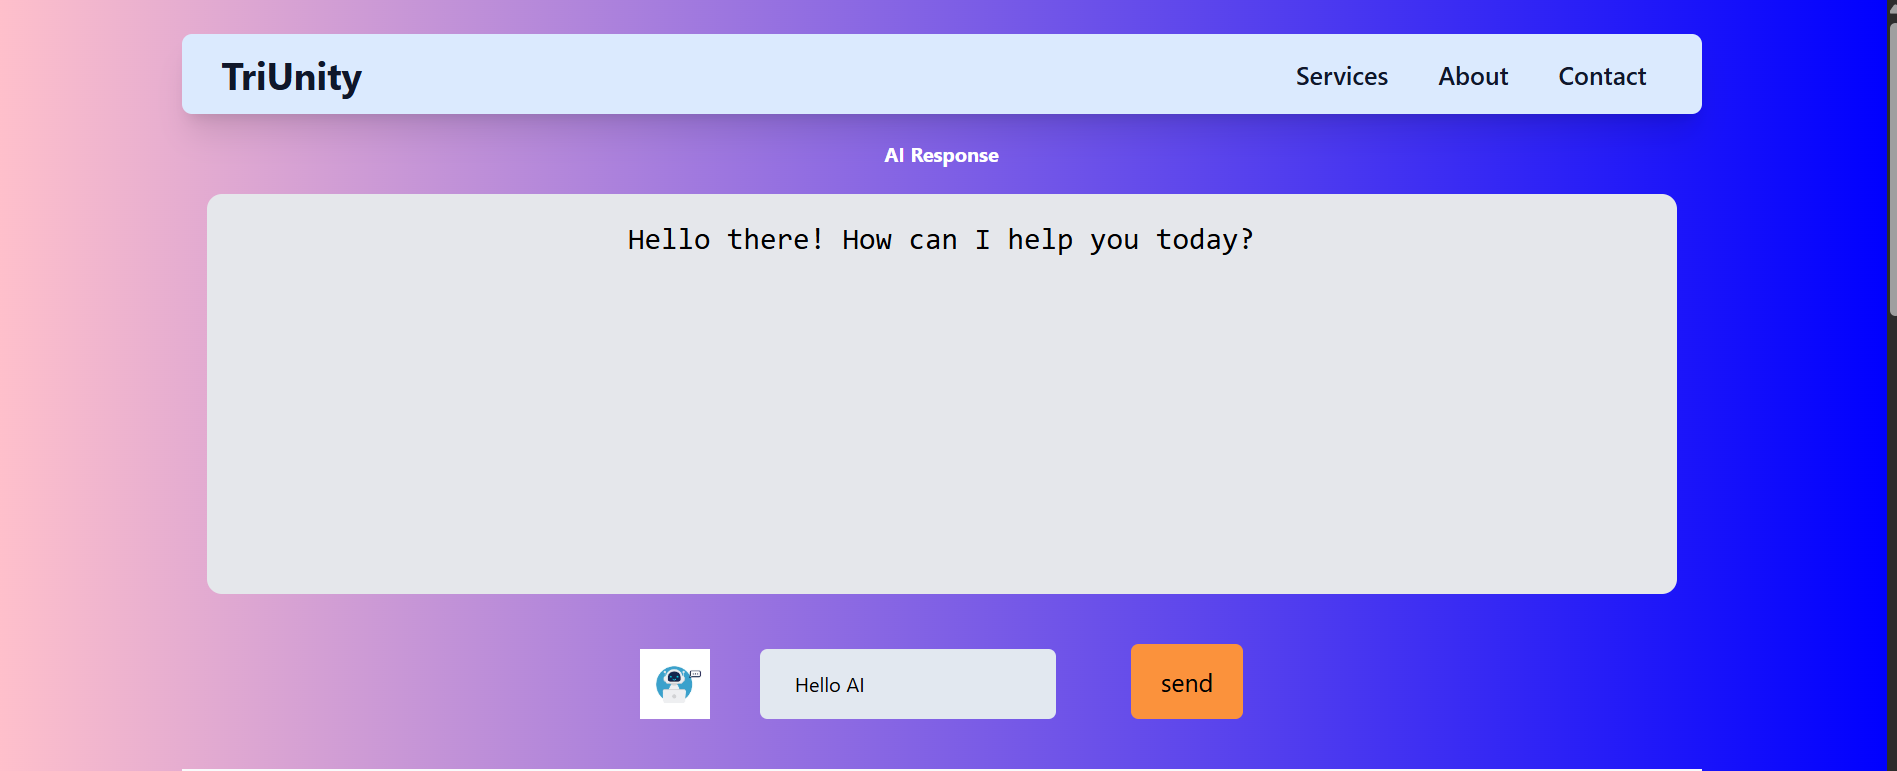 TriUnity
Services About Contact
AI Response
Hello there! How can I help you today?
Hello AI
send